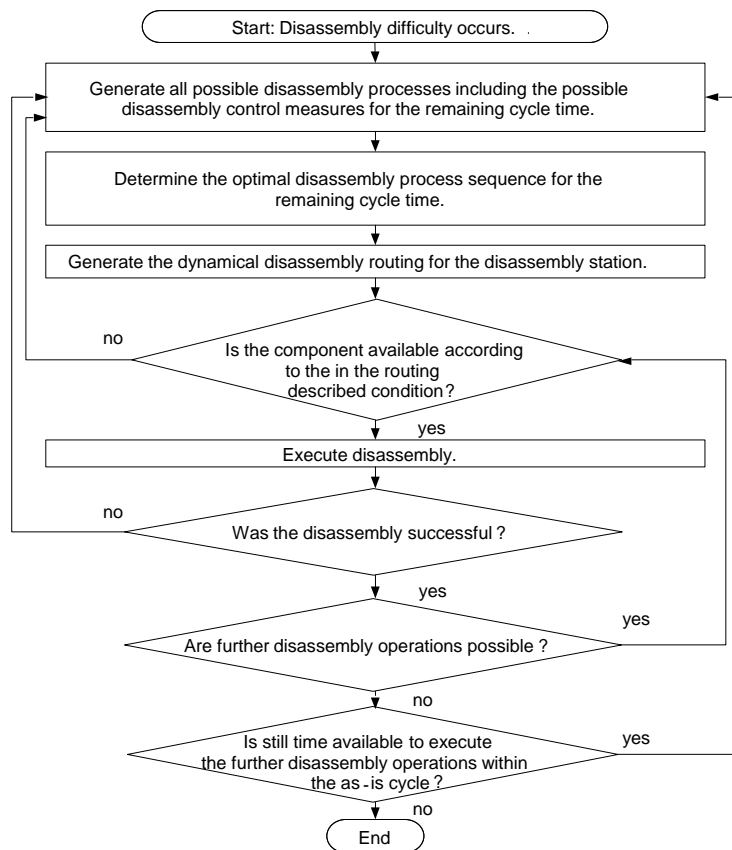 Start: Disassembly difficulty occurs. .
Generate all possible disassembly processes including the possible
disassembly control measures for the remaining cycle time.
Determine the optimal disassembly process sequence for the
remaining cycle time.
Generate the dynamical disassembly routing for the disassembly station.
no
Is the component available according
to the in the routing
described condition ?
yes
Execute disassembly.
no
Was the disassembly successful ?
yes
yes
Are further disassembly operations possible ?
no
Is still time available to execute
the further disassembly operations within
the as - is cycle ?
yes
no
End